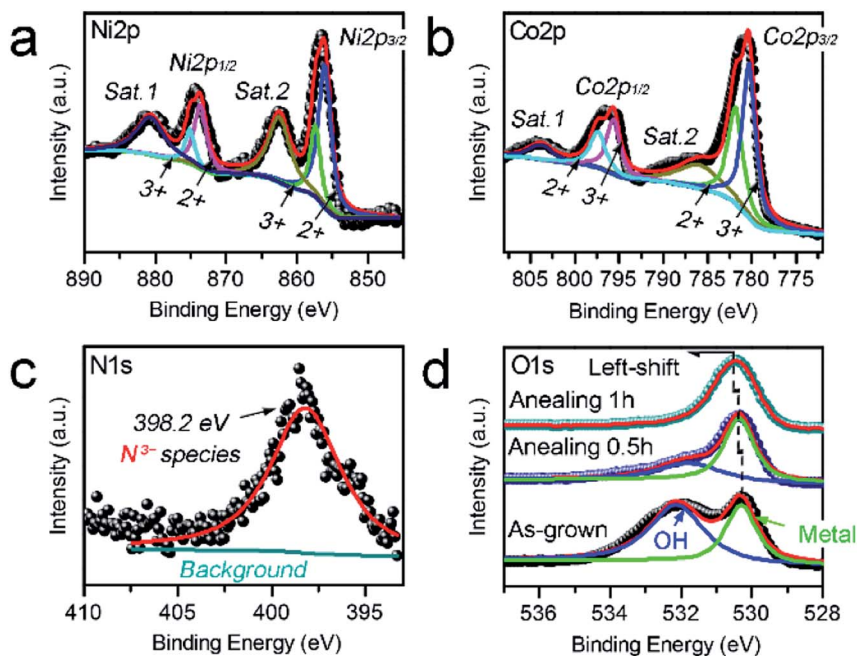 a
Ni2p
Sat.1
Ni2p1/2
Sat.2
Ni2p3/2
3+
2+
3+
2+
Intensity (a.u.)
890
880
870
860
850
Binding Energy (eV)
b
Co2p
Sat.1
Co2p1/2
Sat.2
Co2p3/2
2+
3+
2+
3+
Intensity (a.u.)
805
800
795
790
785
780
775
Binding Energy (eV)
c
N1s
398.2 eV
N3- species
Background
Intensity (a.u.)
410
405
400
395
Binding Energy (eV)
d
O1s
Left-shift
Anealing 1h
Anealing 0.5h
As-grown
OH
Metal
Intensity (a.u.)
536
534
532
530
528
Binding Energy (eV)